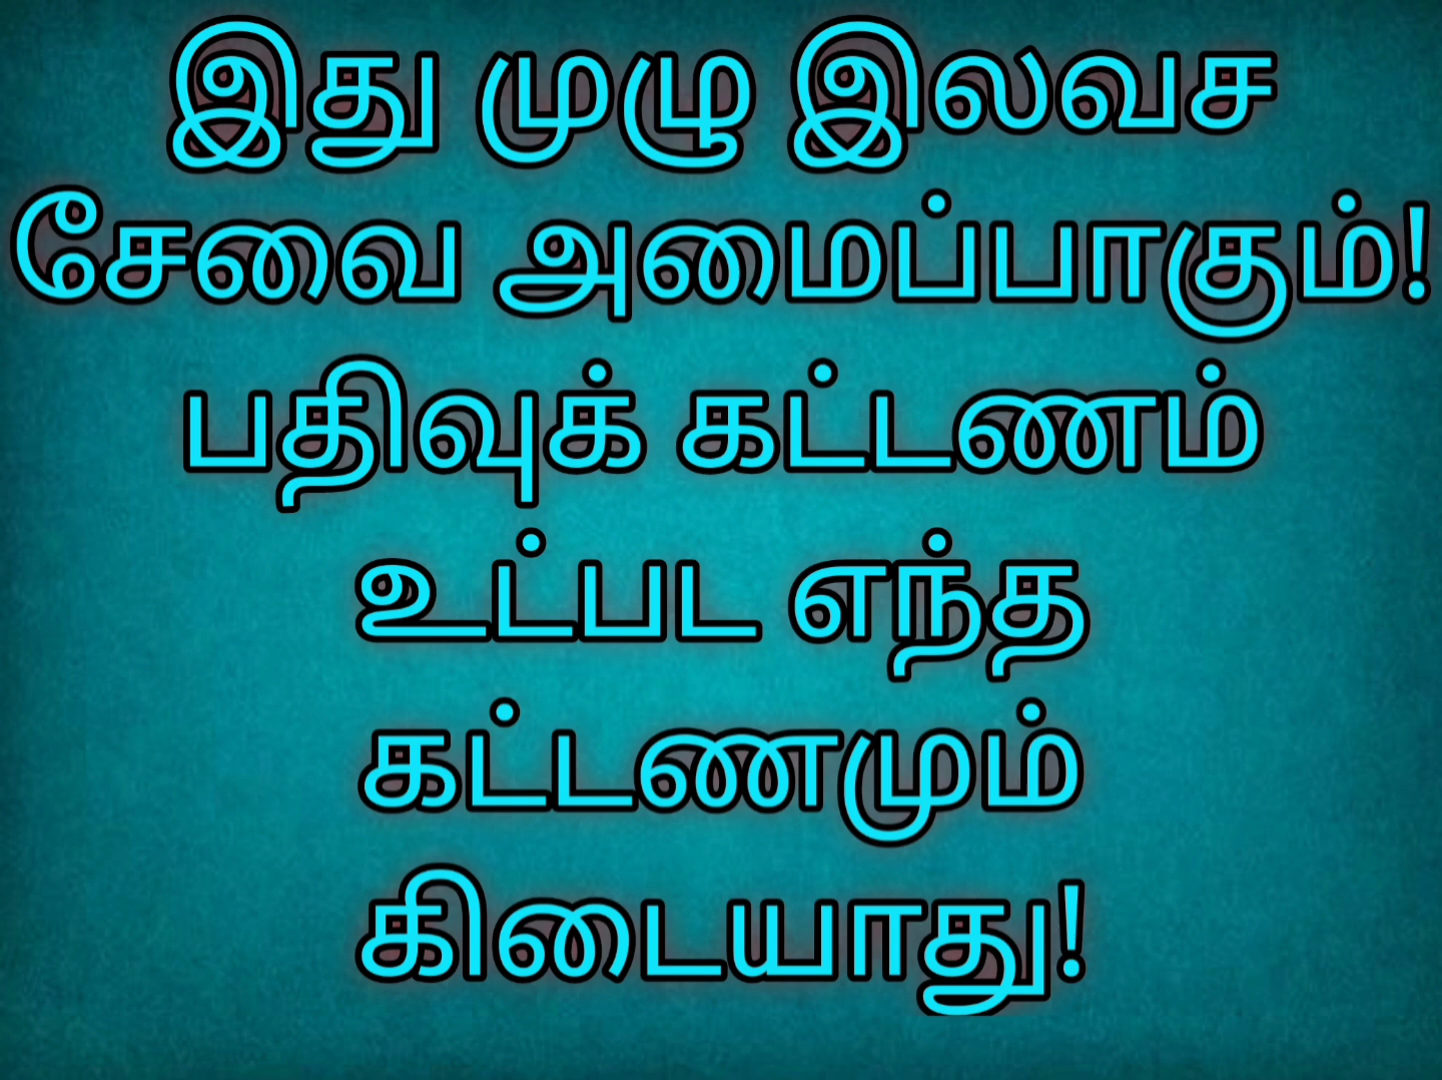 இது முழு இலவச
சேவை அமைப்பாகும்!
பதிவுக் கட்டணம்
உட்பட எந்த
கட்டணமும்
கிடையாது!